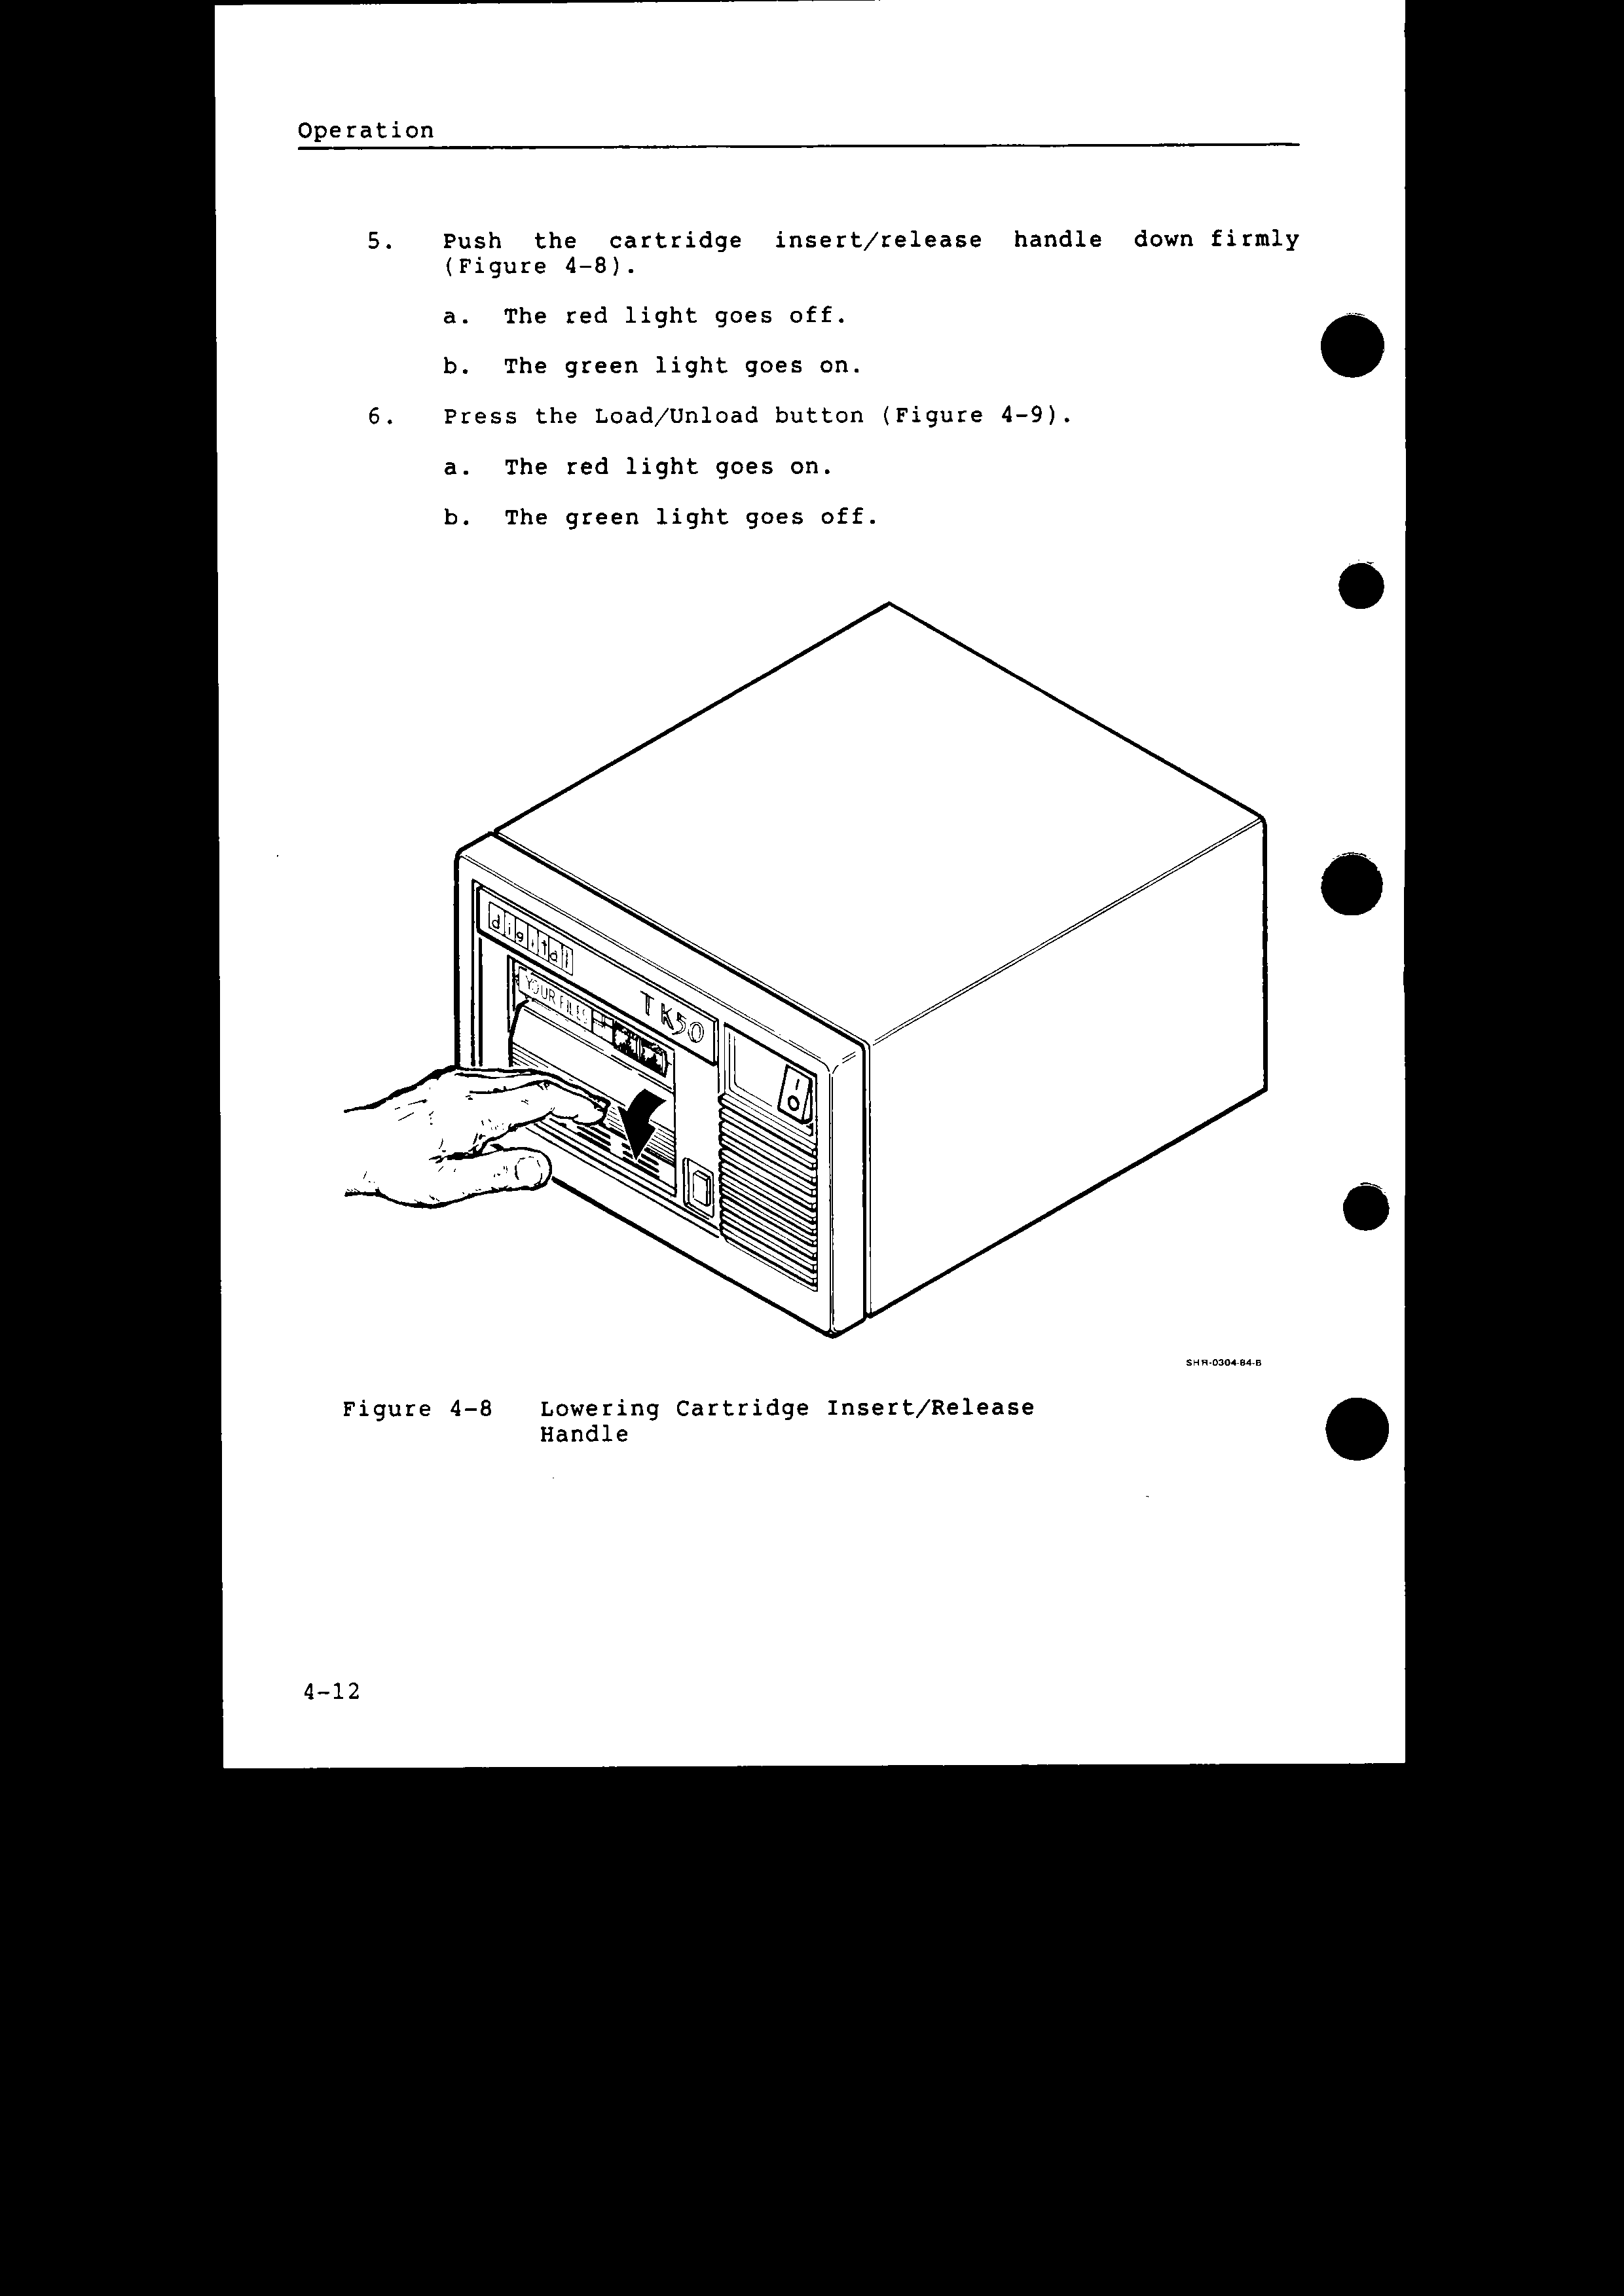 Operation
5. Push the cartridge insert/release handle down firmly
(Figure 4-8).
a. The red light goes off.
b. The green light goes on.
6. Press the Load/Unload button (Figure 4-9).
a. The red light goes on.
b. The green light goes off.
digital
YOUR FILES
TK50
I
O
SHR-0304-84-B
Figure 4-8 Lowering Cartridge Insert/Release
Handle
4-12